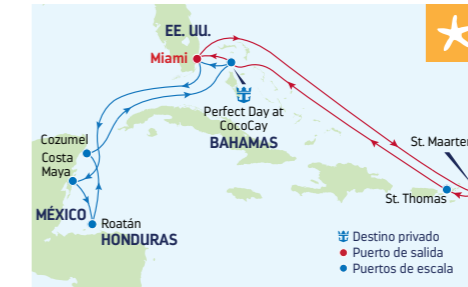 EE. UU.
Miami
Perfect Day at
CocoCay
BAHAMAS
Cozumel
Costa
Maya
MÉXICO
Roatán
HONDURAS
St. Maarten
St. Thomas
Destino privado
Puerto de salida
Puertos de escala